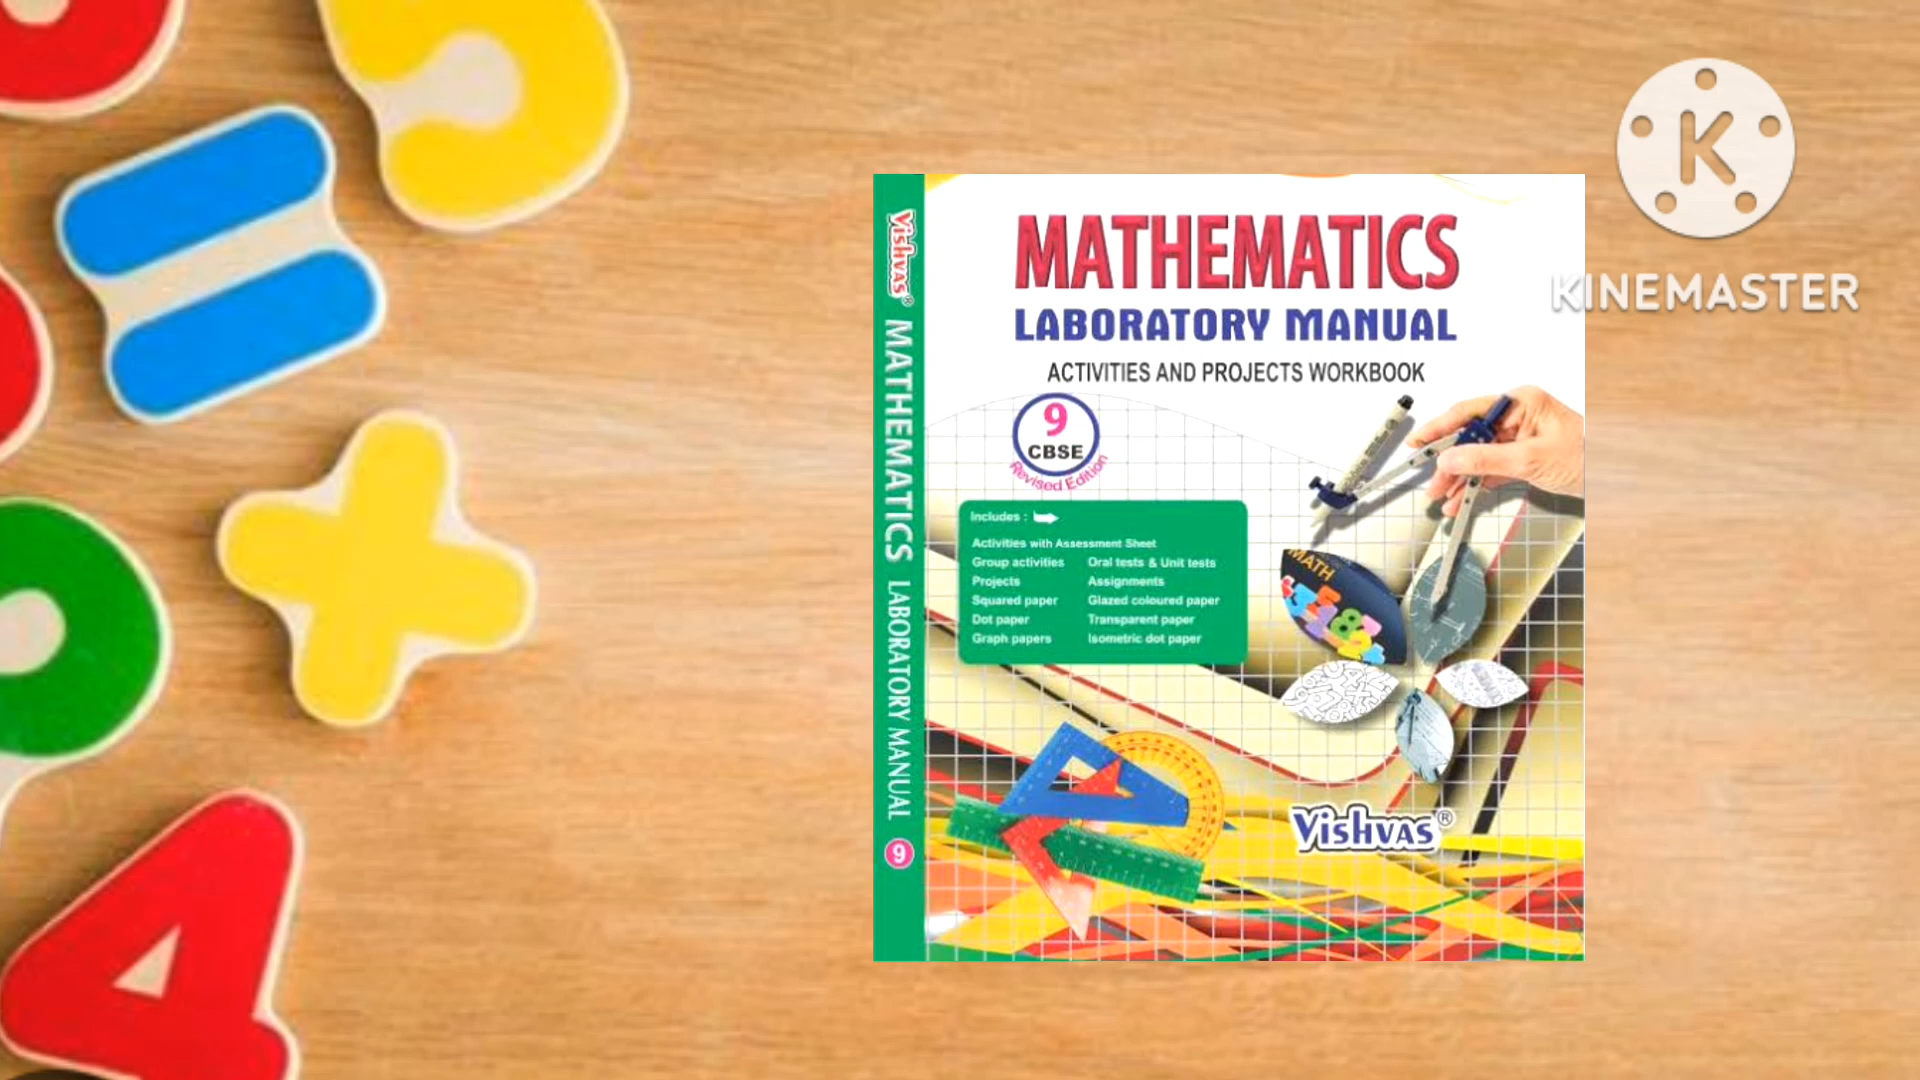 K
KINEMASTER
MATHEMATICS
LABORATORY MANUAL
ACTIVITIES AND PROJECTS WORKBOOK
9
CBSE
Revised Edition
Includes :
Activities with Assessment Sheet
Group activities
Oral tests & Unit tests
Projects
Assignments
Squared paper
Glazed coloured paper
Dot paper
Transparent paper
Graph papers
Isometric dot paper
MATH
Vishvas®
Vishvas® MATHEMATICS LABORATORY MANUAL 9
4